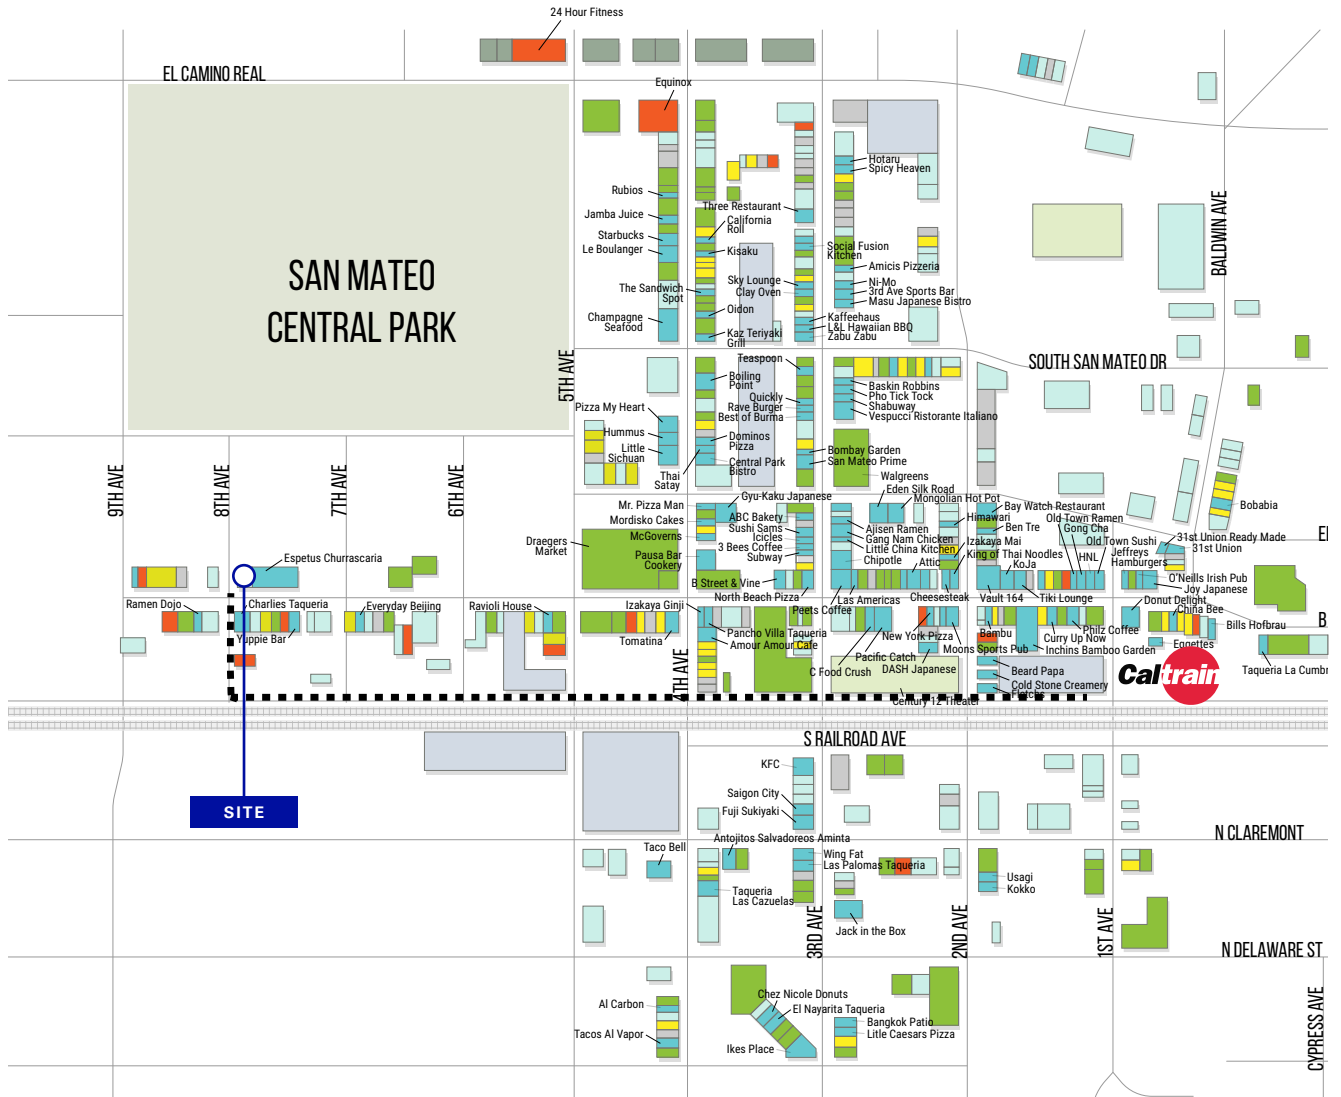 24 Hour Fitness
EL CAMINO REAL
Equinox
SAN MATEO
CENTRAL PARK
Hotaru
Spicy Heaven
Rubios
Jamba Juice
Starbucks
Le Boulanger
Three Restaurant
California
Roll
Kisaku
Social Fusion
Kitchen
Amicis Pizzeria
Sky Lounge
Clay Oven
Ni-Mo
3rd Ave Sports Bar
Masu Japanese Bistro
The Sandwich
Spot
Oidon
Champagne
Seafood
Kaz Teriyaki
Grill
Kaffeehaus
L&L Hawaiian BBQ
Zabu Zabu
BALDWIN AVE
SOUTH SAN MATEO DR
5TH AVE
Teaspoon
Boiling
Point
Quickly
Rave Burger
Best of Burma
Baskin Robbins
Pho Tick Tock
Shabuway
Vespucci Ristorante Italiano
Pizza My Heart
Hummus
Little
Sichuan
Dominos
Pizza
Central Park
Bistro
Thai
Satay
Bombay Garden
San Mateo Prime
Walgreens
9TH AVE
8TH AVE
7TH AVE
6TH AVE
Eden Silk Road
Mongolian Hot Pot
Mr. Pizza Man
Mordisko Cakes
McGoverns
Gyu-Kaku Japanese
ABC Bakery
Sushi Sams
Icicles
3 Bees Coffee
Subway
Ajisen Ramen
Gang Nam Chicken
Little China Kitchen
Chipotle
Attic
Himawari
Izakaya Mai
King of Thai Noodles
Bay Watch Restaurant
Ben Tre
Old Town Ramen
Gong Cha
Old Town Sushi
HNL
Jeffreys
Hamburgers
KoJa
Bobabia
31st Union Ready Made
31st Union
O'Neills Irish Pub
Joy Japanese
Draegers
Market
Pausa Bar
Cookery
B Street & Vine
North Beach Pizza
Peets Coffee
Las Americas
Cheesesteak
Vault 164
Tiki Lounge
Donut Delight
China Bee
Bills Hofbrau
Eggettes
Espetus Churrascaria
Ramen Dojo
Charlies Taqueria
Yuppie Bar
Everyday Beijing
Ravioli House
Izakaya Ginji
Tomatina
Pancho Villa Taqueria
Amour Amour Cafe
New York Pizza
Pacific Catch
C Food Crush
DASH Japanese
Moons Sports Pub
Bambu
Curry Up Now
Philz Coffee
Inchins Bamboo Garden
Beard Papa
Cold Stone Creamery
Century 12 Theater
Caltrain
4TH AVE
S RAILROAD AVE
SITE
KFC
Saigon City
Fuji Sukiyaki
N CLAREMONT
Antojitos Salvadoreos Aminta
Taco Bell
Wing Fat
Las Palomas Taqueria
Taqueria
Las Cazuelas
Usagi
Kokko
Jack in the Box
3RD AVE
2ND AVE
1ST AVE
N DELAWARE ST
CYPRESS AVE
Al Carbon
Tacos Al Vapor
Chez Nicole Donuts
El Nayarita Taqueria
Ikes Place
Bangkok Patio
Litle Caesars Pizza